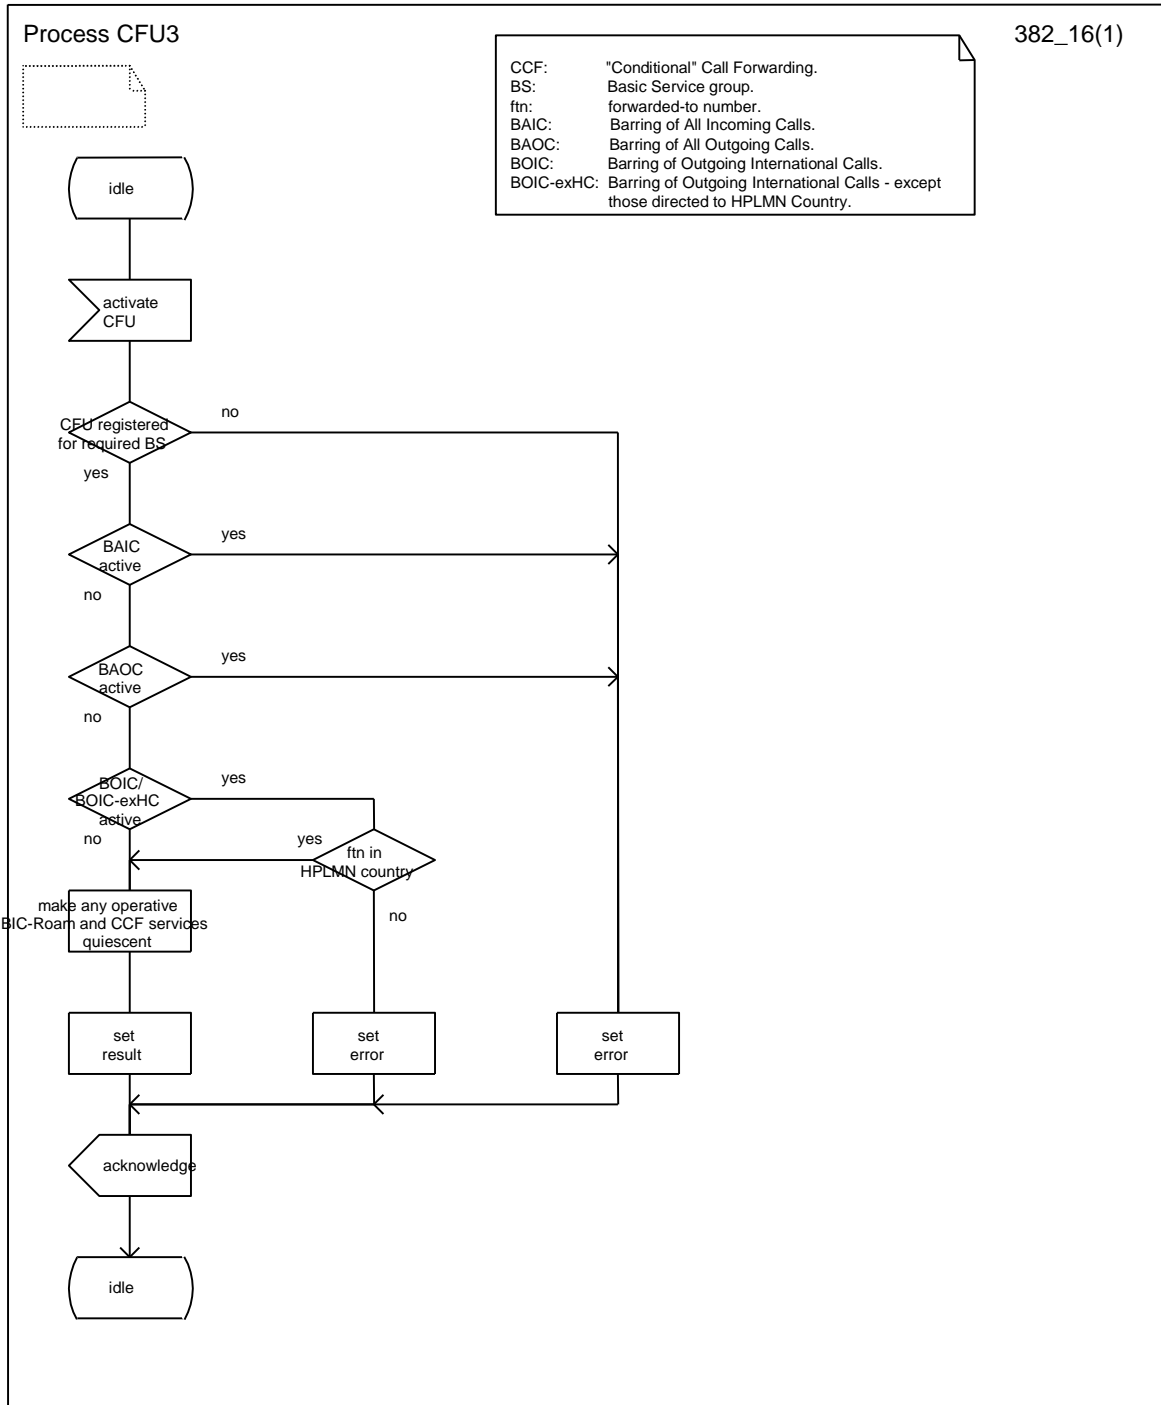 Process CFU3
382_16(1)
CCF: "Conditional" Call Forwarding.
BS: Basic Service group.
ftn: forwarded-to number.
BAIC: Barring of All Incoming Calls.
BAOC: Barring of All Outgoing Calls.
BOIC: Barring of Outgoing International Calls.
BOIC-exHC: Barring of Outgoing International Calls - except
those directed to HPLMN Country.
idle
activate
CFU
CFU registered
for required BS
no
yes
BAIC
active
yes
no
BAOC
active
yes
no
BOIC/
BOIC-exHC
active
yes
no
yes
ftn in
HPLMN country
no
make any operative
BIC-Roam and CCF services
quiescent
set
result
set
error
set
error
acknowledge
idle